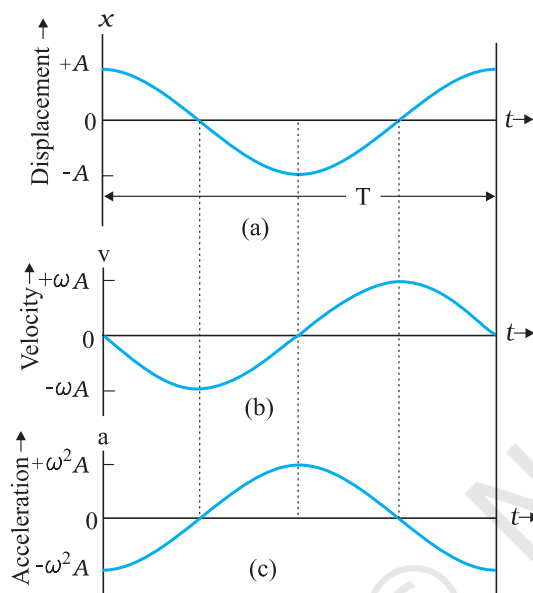 x
Displacement→
+A
0
t→
-A
T
(a)
v
Velocity→
+ωA
0
t→
-ωA
(b)
a
Acceleration→
+ω²A
0
t→
-ω²A
(c)
© N